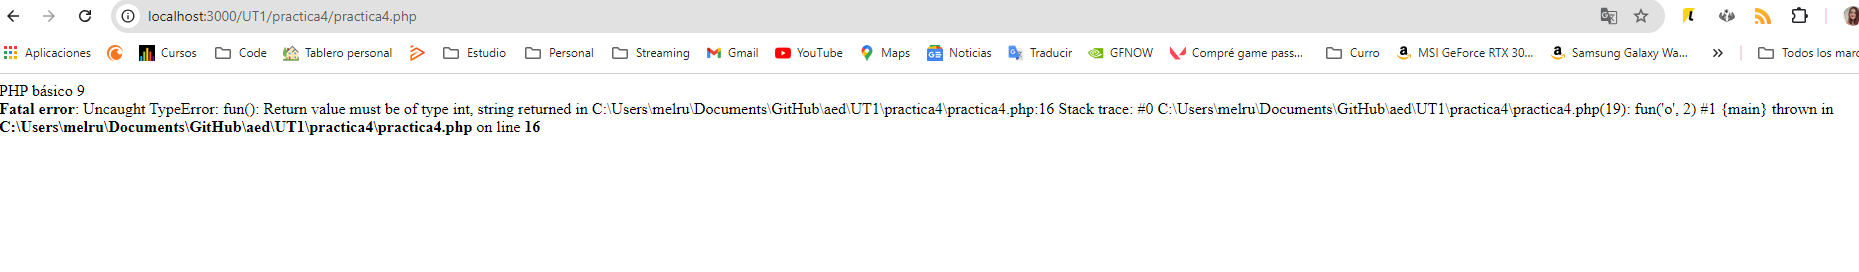 localhost:3000/UT1/practica4/practica4.php
Aplicaciones Cursos Code Tablero personal Estudio Personal Streaming Gmail YouTube Maps Noticias Traducir GFNOW Compré game pass... Curro MSI GeForce RTX 30... Samsung Galaxy Wa... » Todos los marc
PHP básico 9
Fatal error: Uncaught TypeError: fun(): Return value must be of type int, string returned in C:\Users\melru\Documents\GitHub\aed\UT1\practica4\practica4.php:16 Stack trace: #0 C:\Users\melru\Documents\GitHub\aed\UT1\practica4\practica4.php(19): fun('o', 2) #1 {main} thrown in
C:\Users\melru\Documents\GitHub\aed\UT1\practica4\practica4.php on line 16